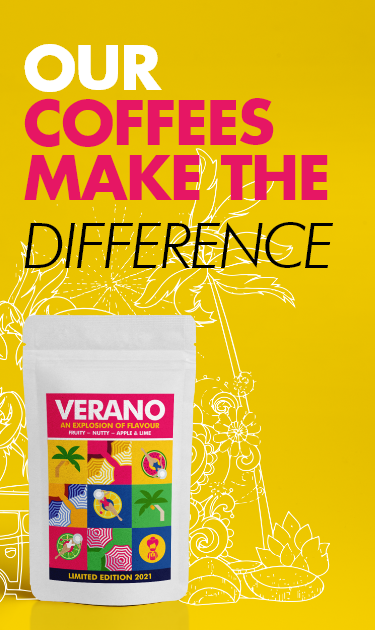 OUR
COFFEES
MAKE THE
DIFFERENCE
VERANO
AN EXPLOSION OF FLAVOUR
FRUITY ~ NUTTY ~ APPLE & LIME
LIMITED EDITION 2021